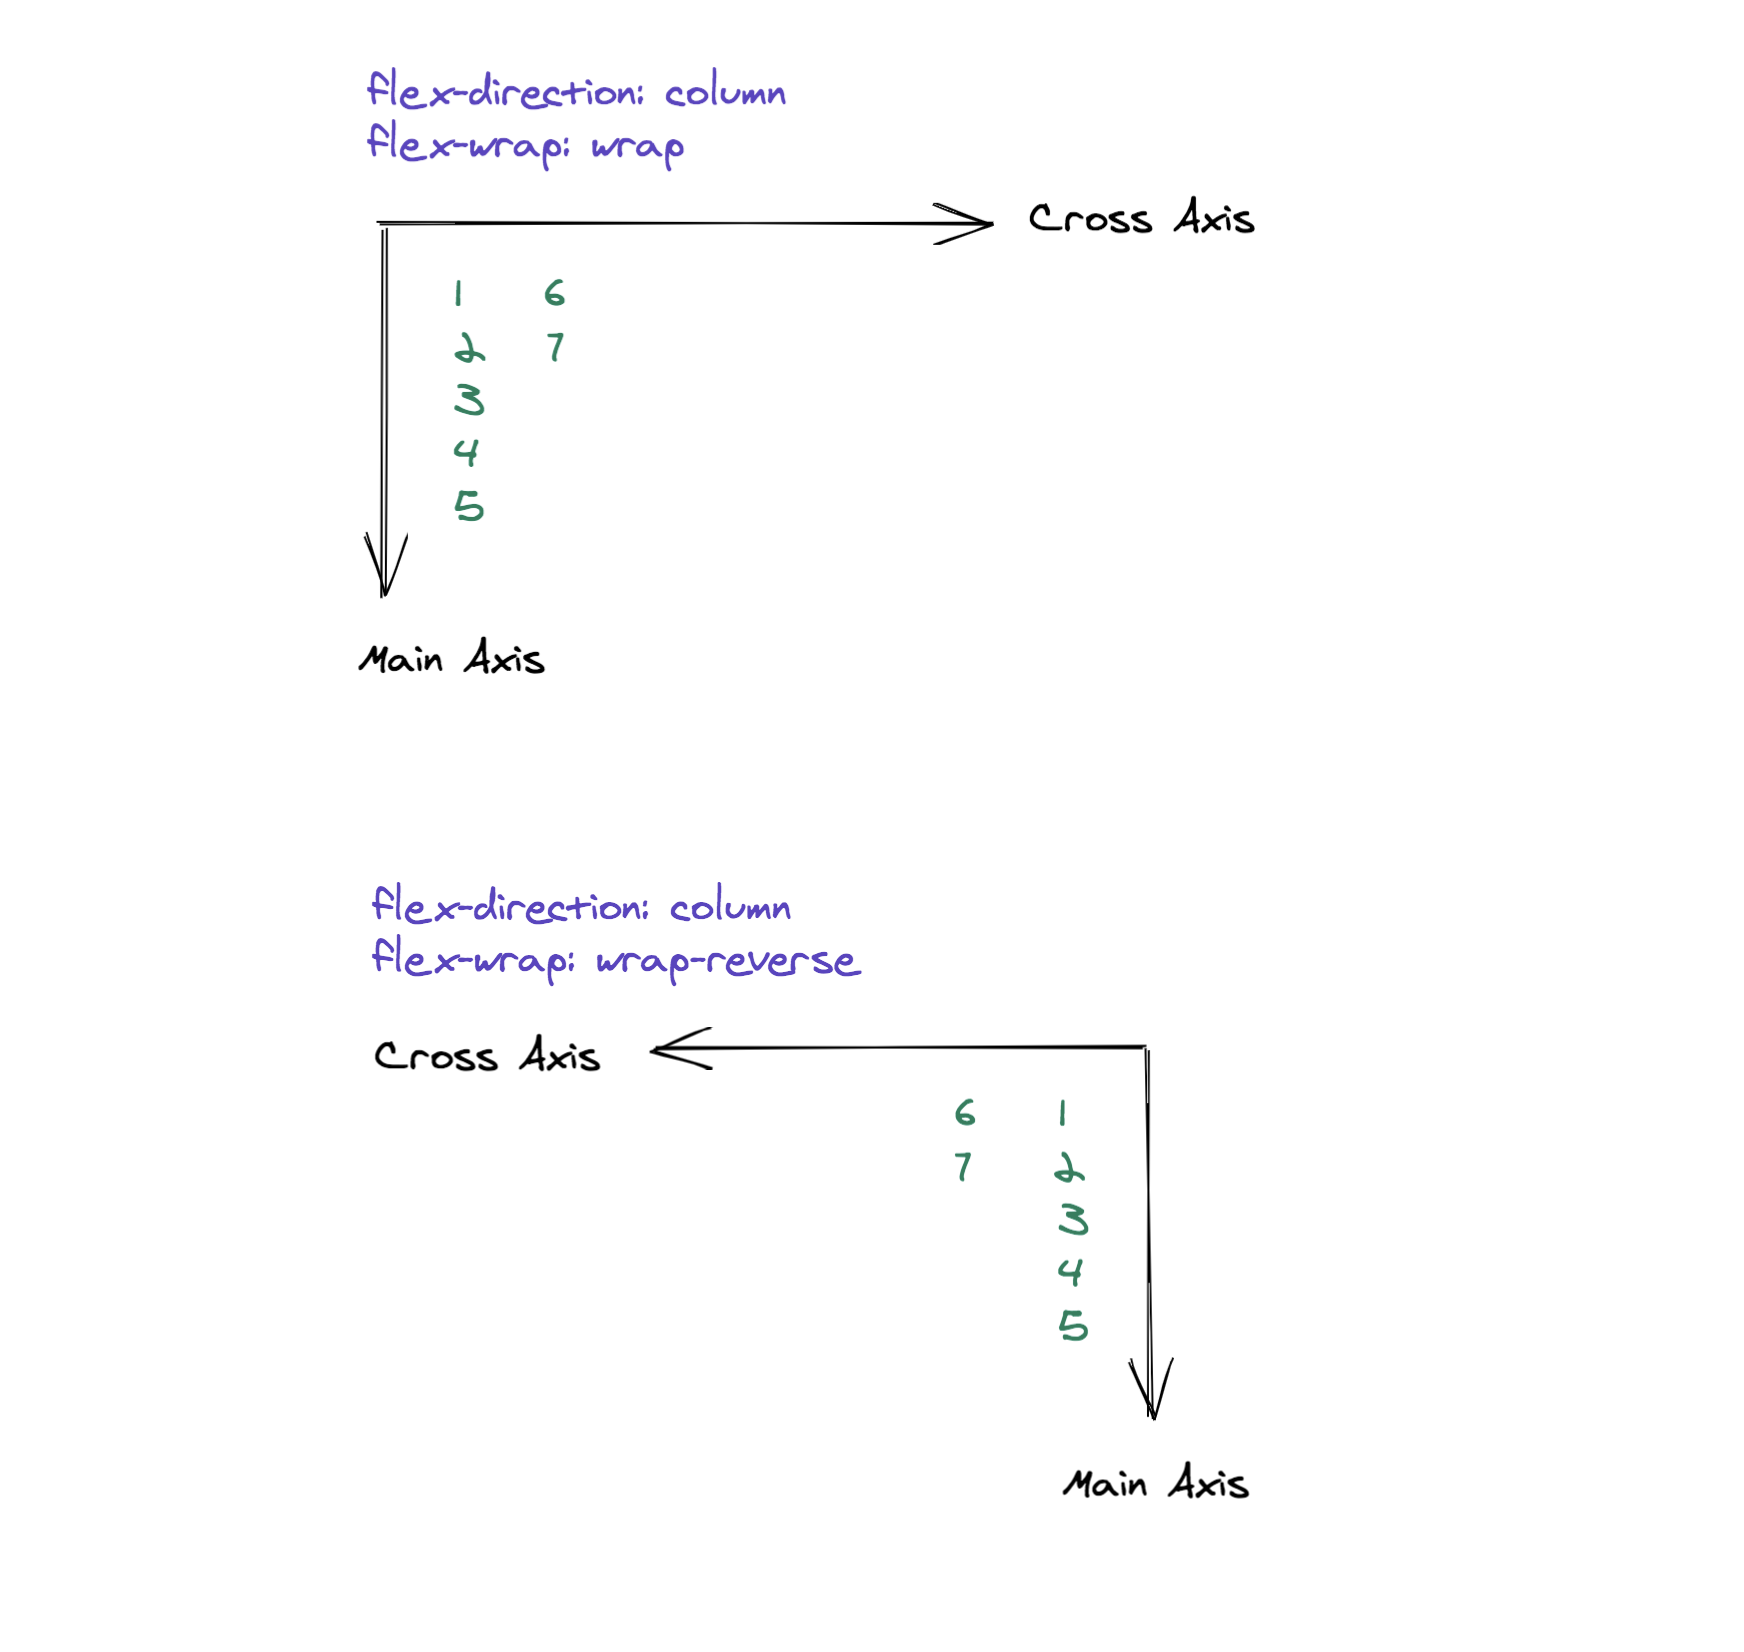 flex-direction: column
flex-wrap: wrap
Cross Axis
1 6
2 7
3
4
5
Main Axis
flex-direction: column
flex-wrap: wrap-reverse
Cross Axis
6 1
7 2
3
4
5
Main Axis